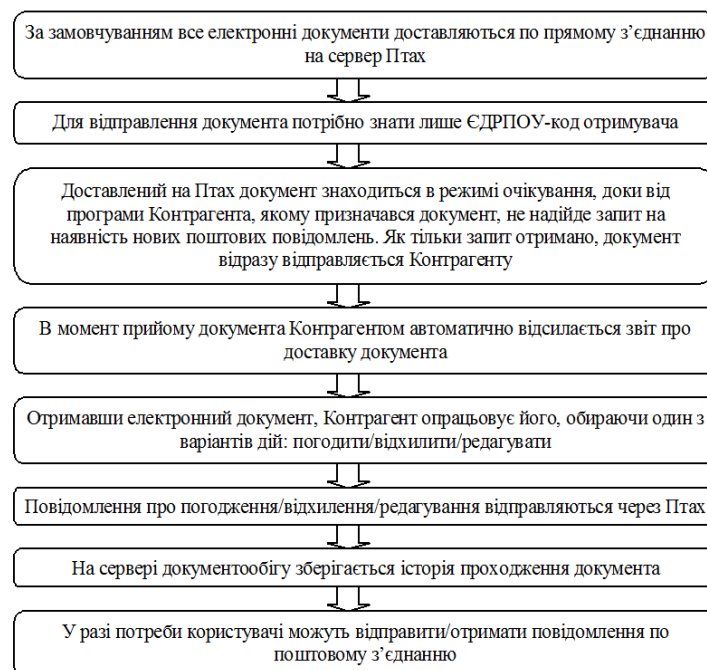 За замовчуванням все електронні документи доставляються по прямому з’єднанню
на сервер Птах
Для відправлення документа потрібно знати лише ЄДРПОУ-код отримувача
Доставлений на Птах документ знаходиться в режимі очікування, доки від
програми Контрагента, якому призначався документ, не надійде запит на
наявність нових поштових повідомлень. Як тільки запит отримано, документ
відразу відправляється Контрагенту
В момент прийому документа Контрагентом автоматично відсилається звіт про
доставку документа
Отримавши електронний документ, Контрагент опрацьовує його, обираючи один з
варіантів дій: погодити/відхилити/редагувати
Повідомлення про погодження/відхилення/редагування відправляються через Птах
На сервері документообігу зберігається історія проходження документа
У разі потреби користувачі можуть відправити/отримати повідомлення по
поштовому з’єднанню